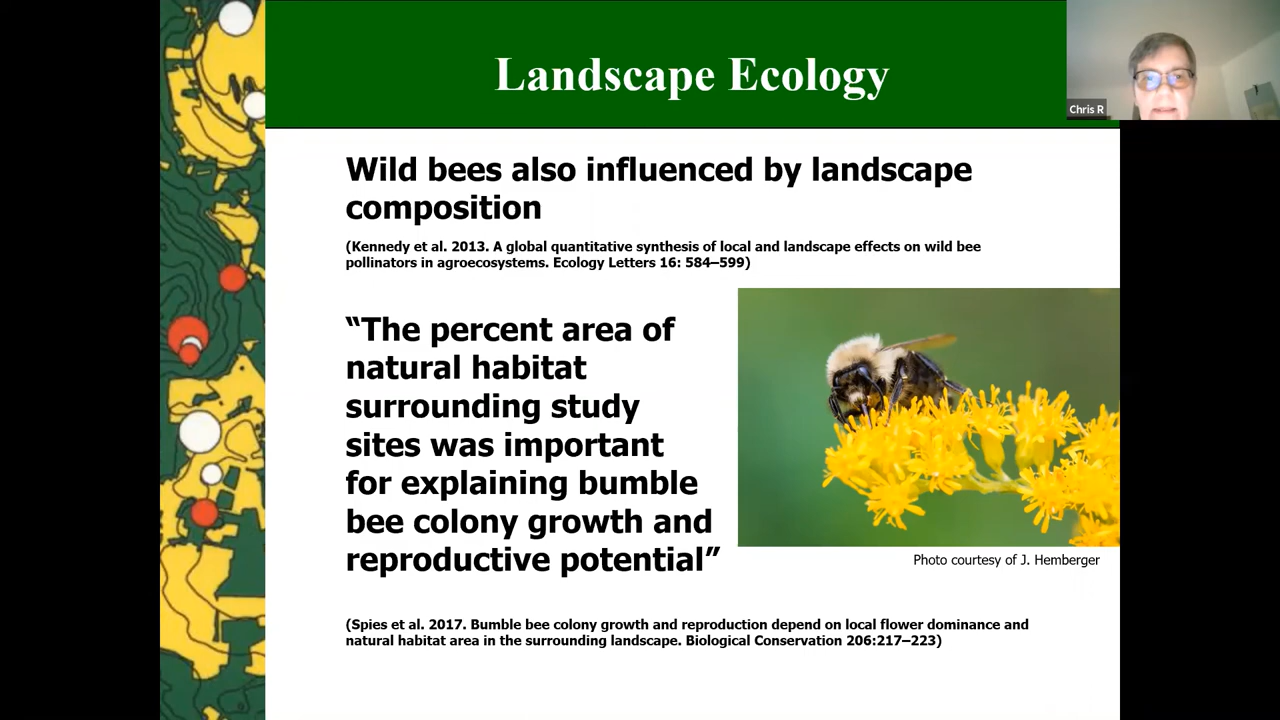 Landscape Ecology
Chris R
Wild bees also influenced by landscape
composition
(Kennedy et al. 2013. A global quantitative synthesis of local and landscape effects on wild bee
pollinators in agroecosystems. Ecology Letters 16: 584–599)
“The percent area of
natural habitat
surrounding study
sites was important
for explaining bumble
bee colony growth and
reproductive potential”
Photo courtesy of J. Hemberger
(Spies et al. 2017. Bumble bee colony growth and reproduction depend on local flower dominance and
natural habitat area in the surrounding landscape. Biological Conservation 206:217–223)